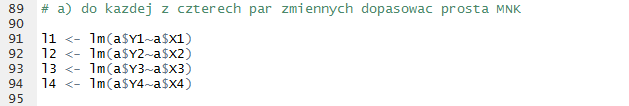 89 # a) do kazdej z czterech par zmiennych dopasowac prosta MNK
90
91 l1 <- lm(a$Y1~a$X1)
92 l2 <- lm(a$Y2~a$X2)
93 l3 <- lm(a$Y3~a$X3)
94 l4 <- lm(a$Y4~a$X4)
95